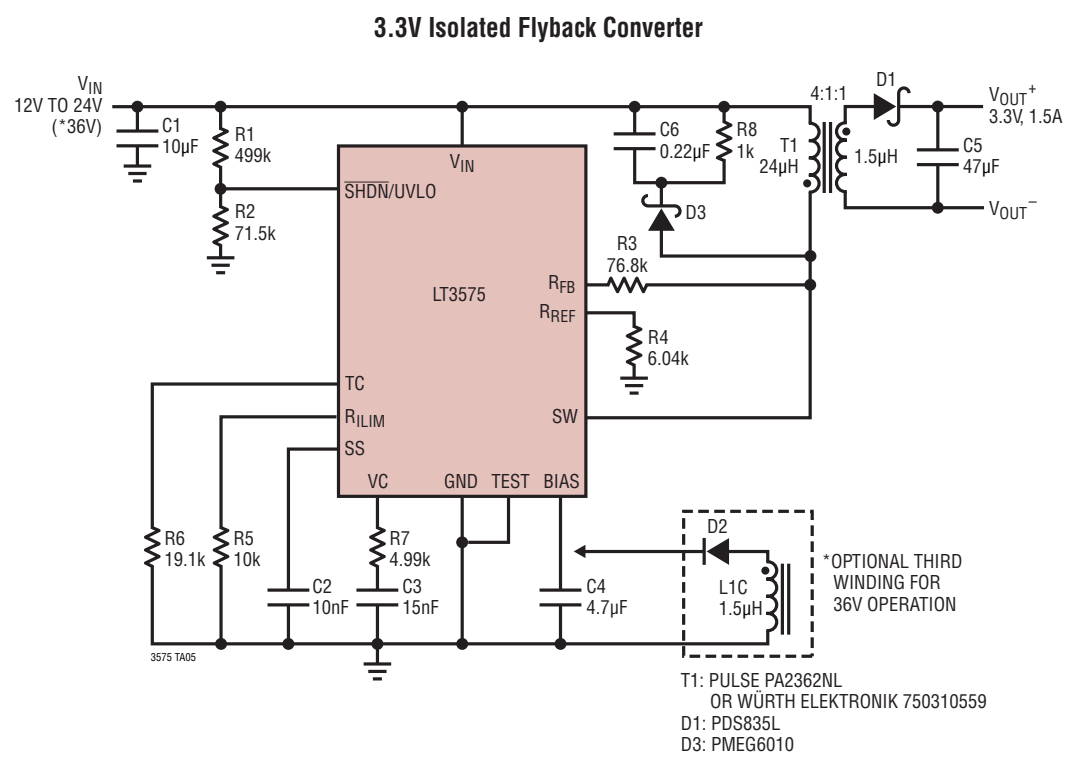 3.3V Isolated Flyback Converter
VIN
12V TO 24V
(*36V)
C1
10µF
R1
499k
R2
71.5k
VIN
SHDN/UVLO
LT3575
RFB
RREF
TC
RILIM
SS
SW
VC
GND
TEST
BIAS
C6
0.22µF
R8
1k
D3
R3
76.8k
R4
6.04k
4:1:1
T1
24µH
1.5µH
D1
VOUT+
3.3V, 1.5A
C5
47µF
VOUT–
R6
19.1k
R5
10k
C2
10nF
R7
4.99k
C3
15nF
C4
4.7µF
D2
L1C
1.5µH
*OPTIONAL THIRD
WINDING FOR
36V OPERATION
3575 TA05
T1: PULSE PA2362NL
OR WÜRTH ELEKTRONIK 750310559
D1: PDS835L
D3: PMEG6010